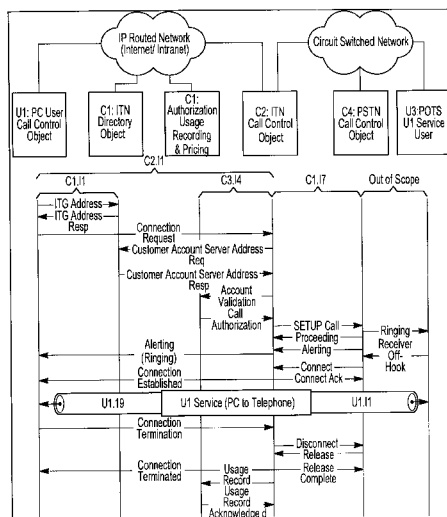 IP Routed Network
(Internet/ Intranet)
Circuit Switched Network
U1: PC User
Call Control
Object
C1: ITN
Directory
Object
C1:
Authorization
Usage
Recording
& Pricing
C2: ITN
Call Control
Object
C4: PSTN
Call Control
Object
U3:POTS
U1 Service
User
C2.I1
C1.I1
C3.I4
C1.I7
Out of Scope
ITG Address
ITG Address
Resp
Connection
Request
Customer Account Server Address
Req
Customer Account Server Address
Resp
Account
Validation
Call
Authorization
SETUP Call
Proceeding
Alerting
Ringing
Receiver
Off-
Hook
Alerting
(Ringing)
Connect
Connection
Established
Connect Ack
U1.19
U1 Service (PC to Telephone)
U1.I1
Connection
Termination
Disconnect
Release
Connection
Terminated
Usage
Record
Release
Complete
Usage
Record
Acknowledged